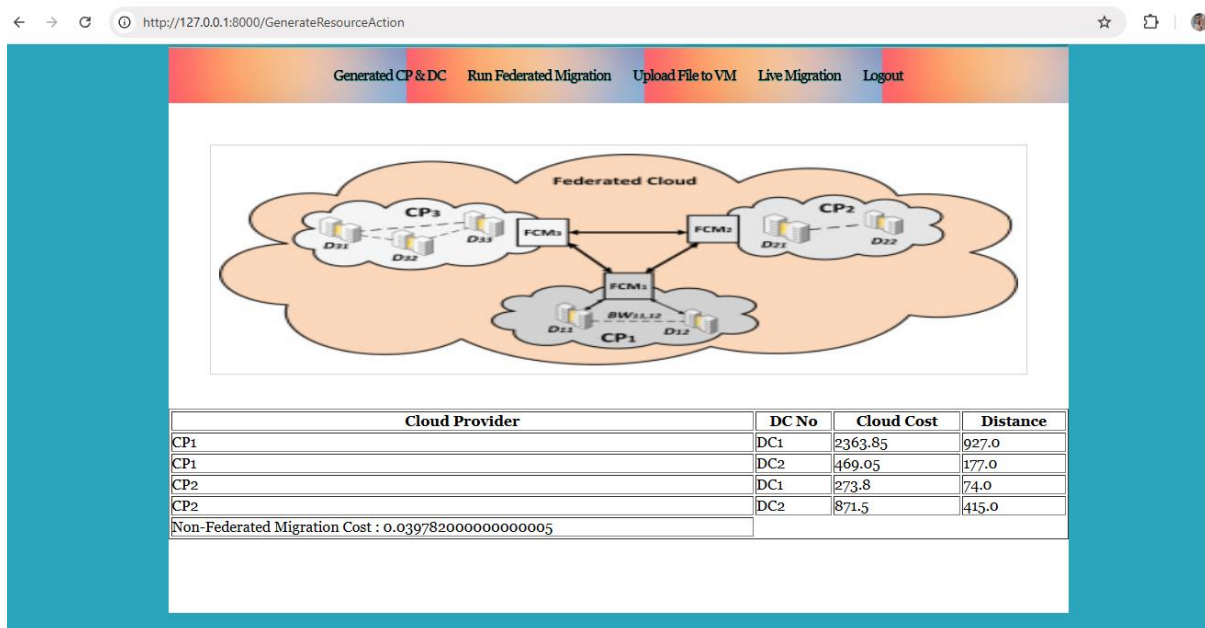 http://127.0.0.1:8000/GenerateResourceAction
Generated CP & DC Run Federated Migration Upload File to VM Live Migration Logout
Federated Cloud
CP3 CP2
D31 D32 D33 FCM3 FCM2 D21 D22
FCM1
BW11,12
D11 D12
CP1
Cloud Provider DC No Cloud Cost Distance
CP1 DC1 2363.85 927.0
CP1 DC2 469.05 177.0
CP2 DC1 273.8 74.0
CP2 DC2 871.5 415.0
Non-Federated Migration Cost : 0.039782000000000005